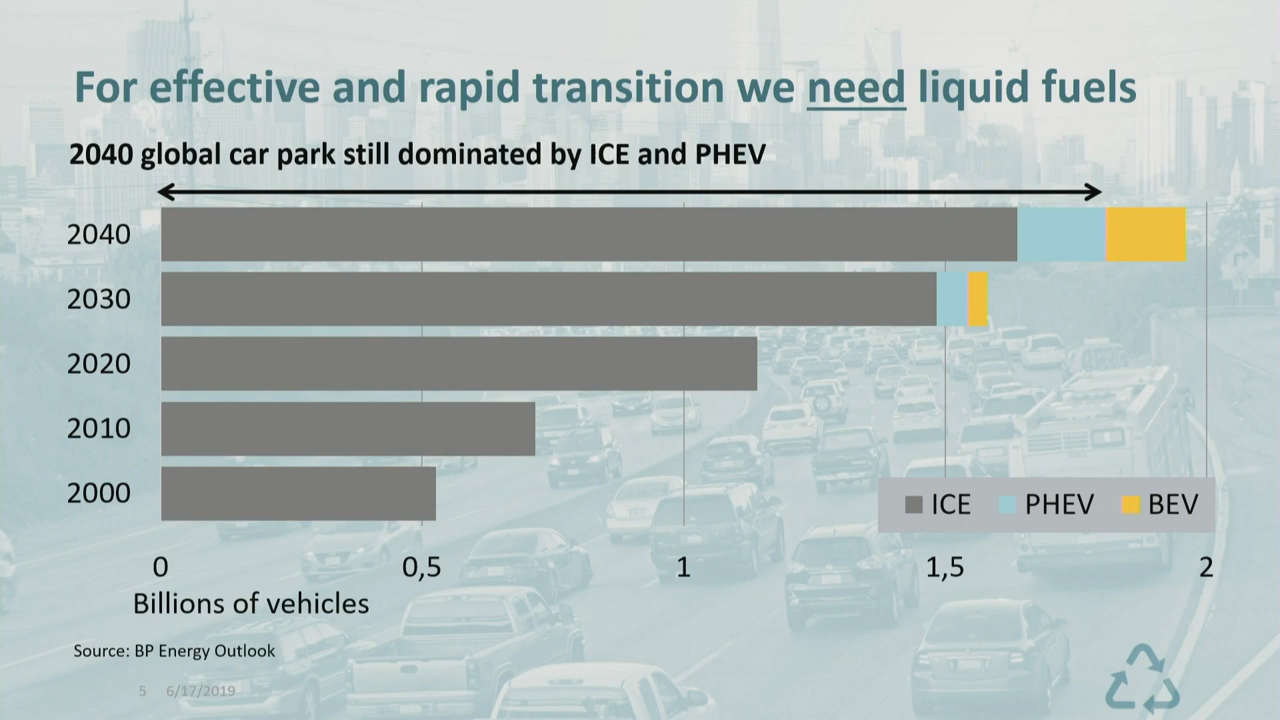 For effective and rapid transition we need liquid fuels
2040 global car park still dominated by ICE and PHEV
2040
2030
2020
2010
2000
ICE PHEV BEV
0 0,5 1 1,5 2
Billions of vehicles
Source: BP Energy Outlook
5 6/17/2019